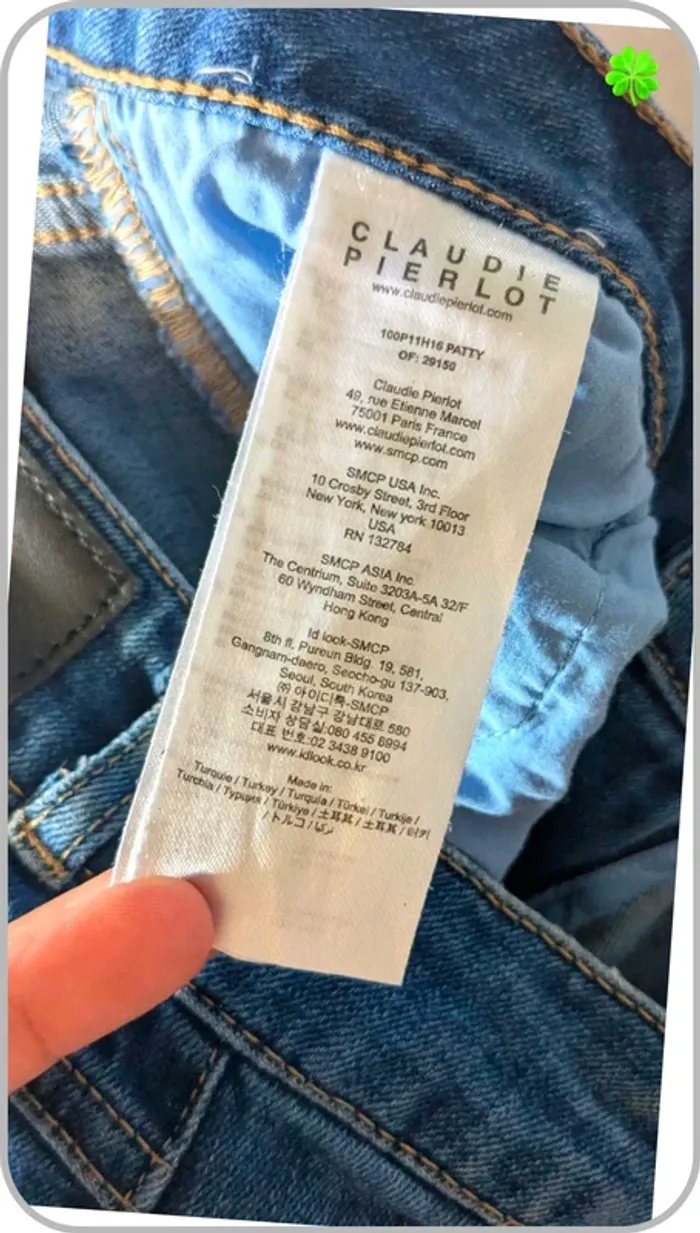 CLAUDIE
PIERLOT
www.claudiepierlot.com
100P11H16 PATTY
OF: 29150
Claudie Pierlot
49, rue Etienne Marcel
75001 Paris France
www.claudiepierlot.com
www.smcp.com
SMCP USA Inc.
10 Crosby Street, 3rd Floor
New York, New york 10013
USA
RN 132784
SMCP ASIA Inc.
The Centrium, Suite 3203A-5A 32/F
60 Wyndham Street, Central
Hong Kong
Id look-SMCP
8th fl. Pureun Bldg. 19, 581,
Gangnam-daero, Seocho-gu 137-903,
Seoul, South Korea
㈜ 아이디룩-SMCP
서울시 강남구 강남대로 580
소비자 상담실:080 455 6994
대표 번호:02 3438 9100
www.idlook.co.kr
Made in:
Turquie / Turkey / Turquía / Türkei / Turkije /
Turchia / Турция / Türkiye / 土耳其 / 土耳其 / 터키
/ トルコ / تركيا